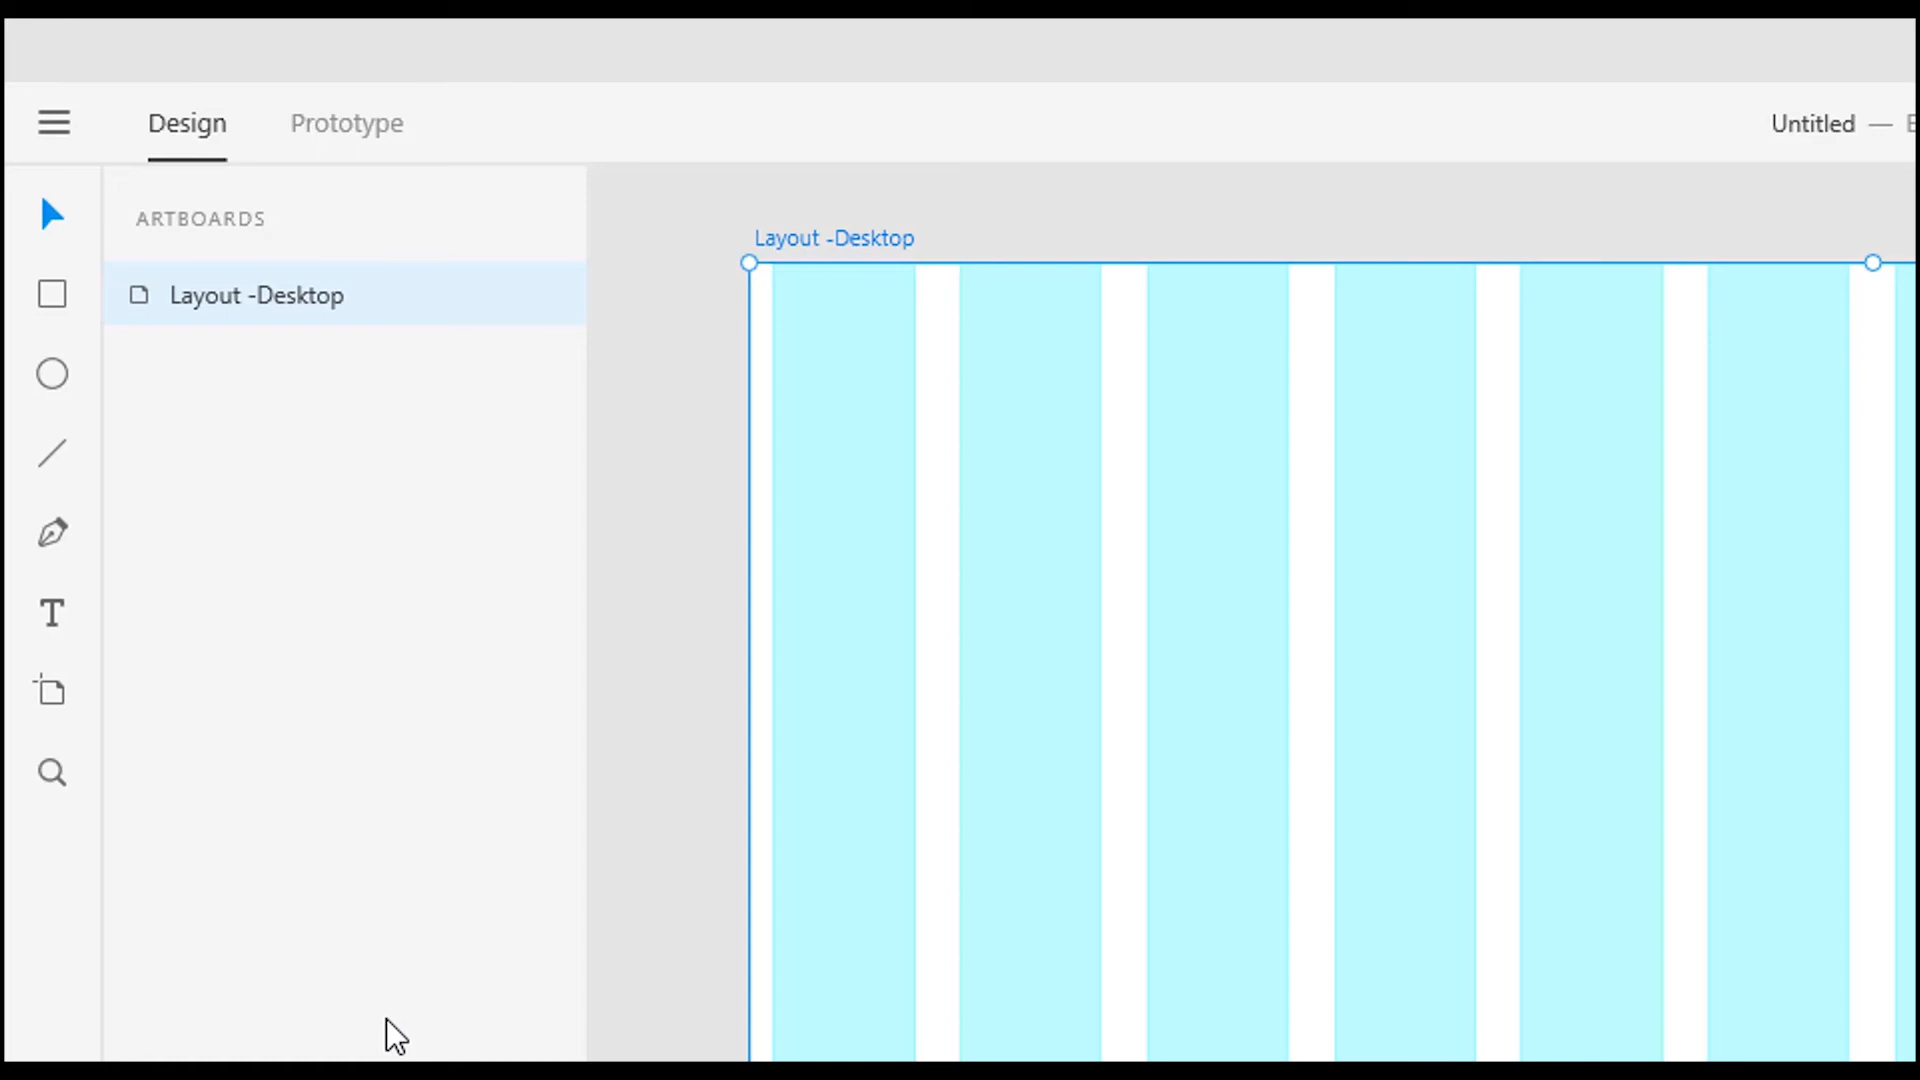 Design
Prototype
Untitled —
ARTBOARDS
Layout -Desktop
Layout -Desktop